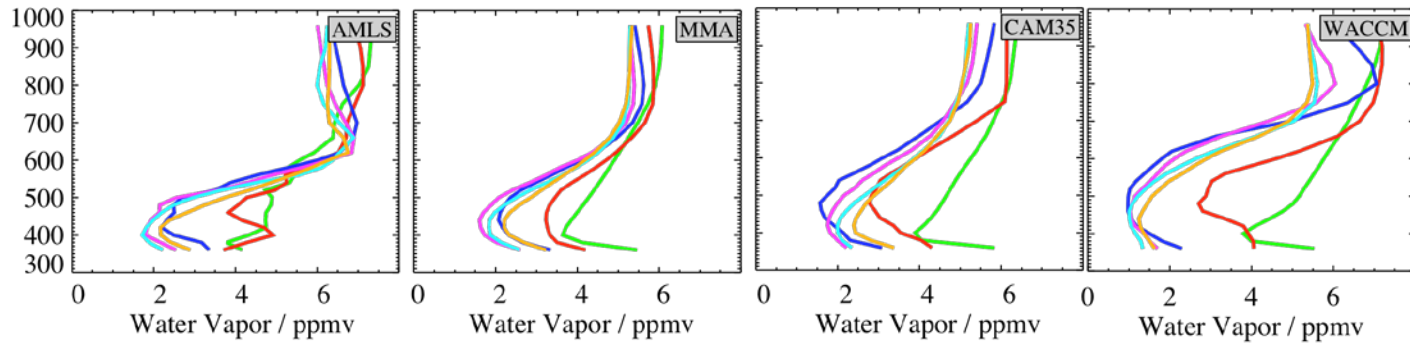 1000
900
800
700
600
500
400
300
AMLS
MMA
CAM35
WACCM
0 2 4 6
0 2 4 6
0 2 4 6
0 2 4 6
Water Vapor / ppmv
Water Vapor / ppmv
Water Vapor / ppmv
Water Vapor / ppmv